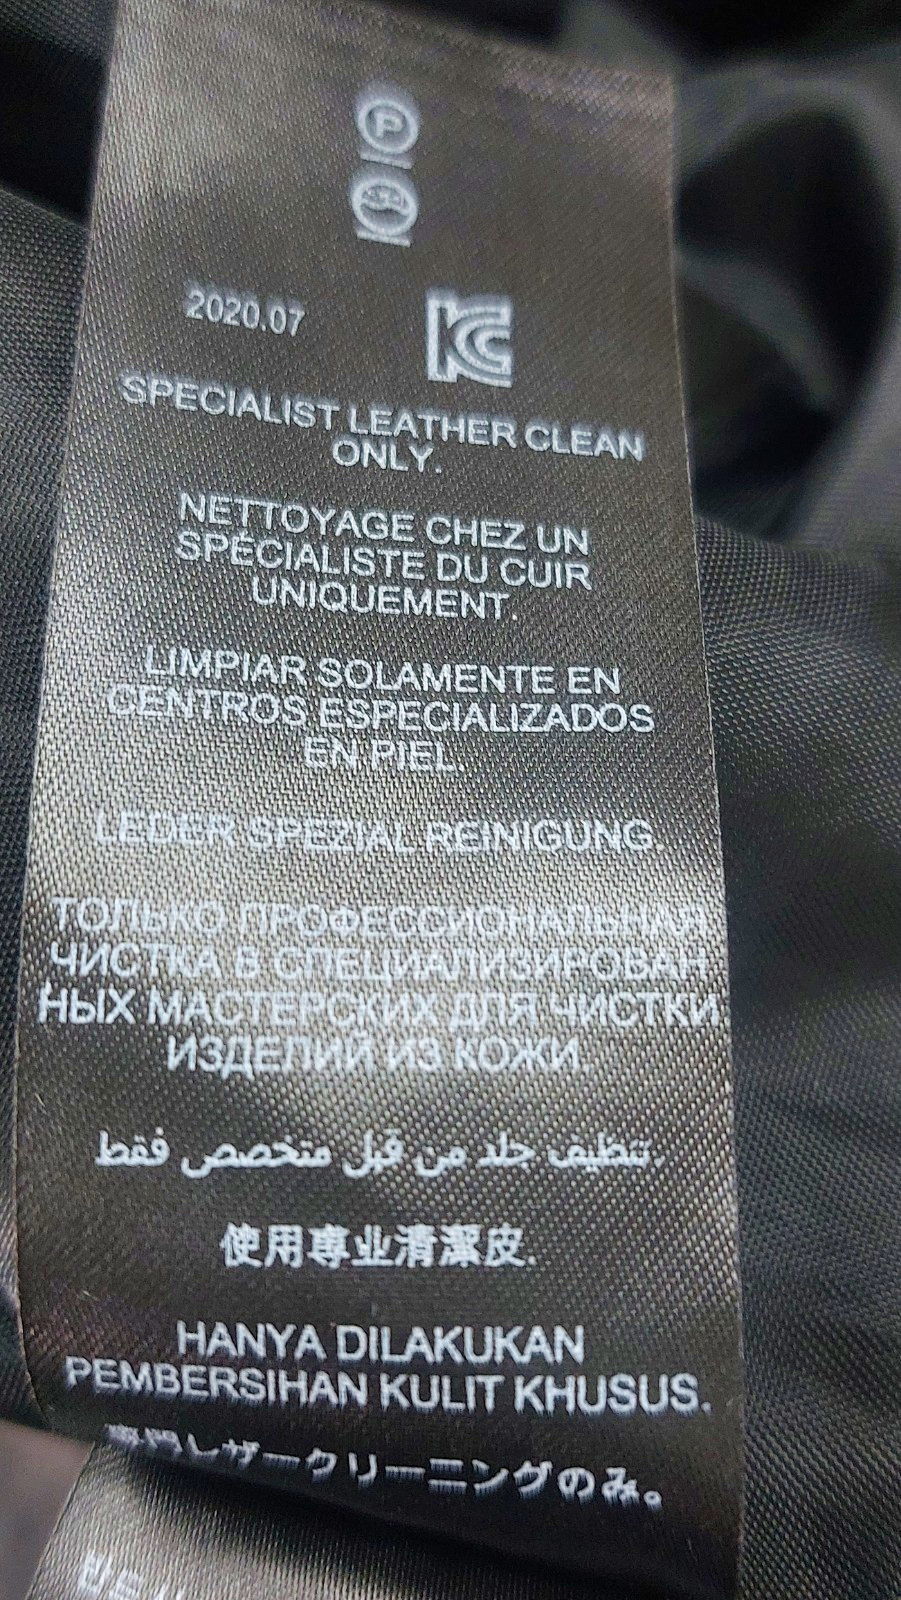 P
2020.07
KC
SPECIALIST LEATHER CLEAN
ONLY.
NETTOYAGE CHEZ UN
SPÉCIALISTE DU CUIR
UNIQUEMENT.
LIMPIAR SOLAMENTE EN
CENTROS ESPECIALIZADOS
EN PIEL.
LEDER SPEZIAL REINIGUNG.
ТОЛЬКО ПРОФЕССИОНАЛЬНАЯ
ЧИСТКА В СПЕЦИАЛИЗИРОВАН
НЫХ МАСТЕРСКИХ ДЛЯ ЧИСТКИ
ИЗДЕЛИЙ ИЗ КОЖИ.
تنظيف جلد من قبل متخصص فقط.
使用専业清潔皮.
HANYA DILAKUKAN
PEMBERSIHAN KULIT KHUSUS.
専門レザークリーニングのみ。